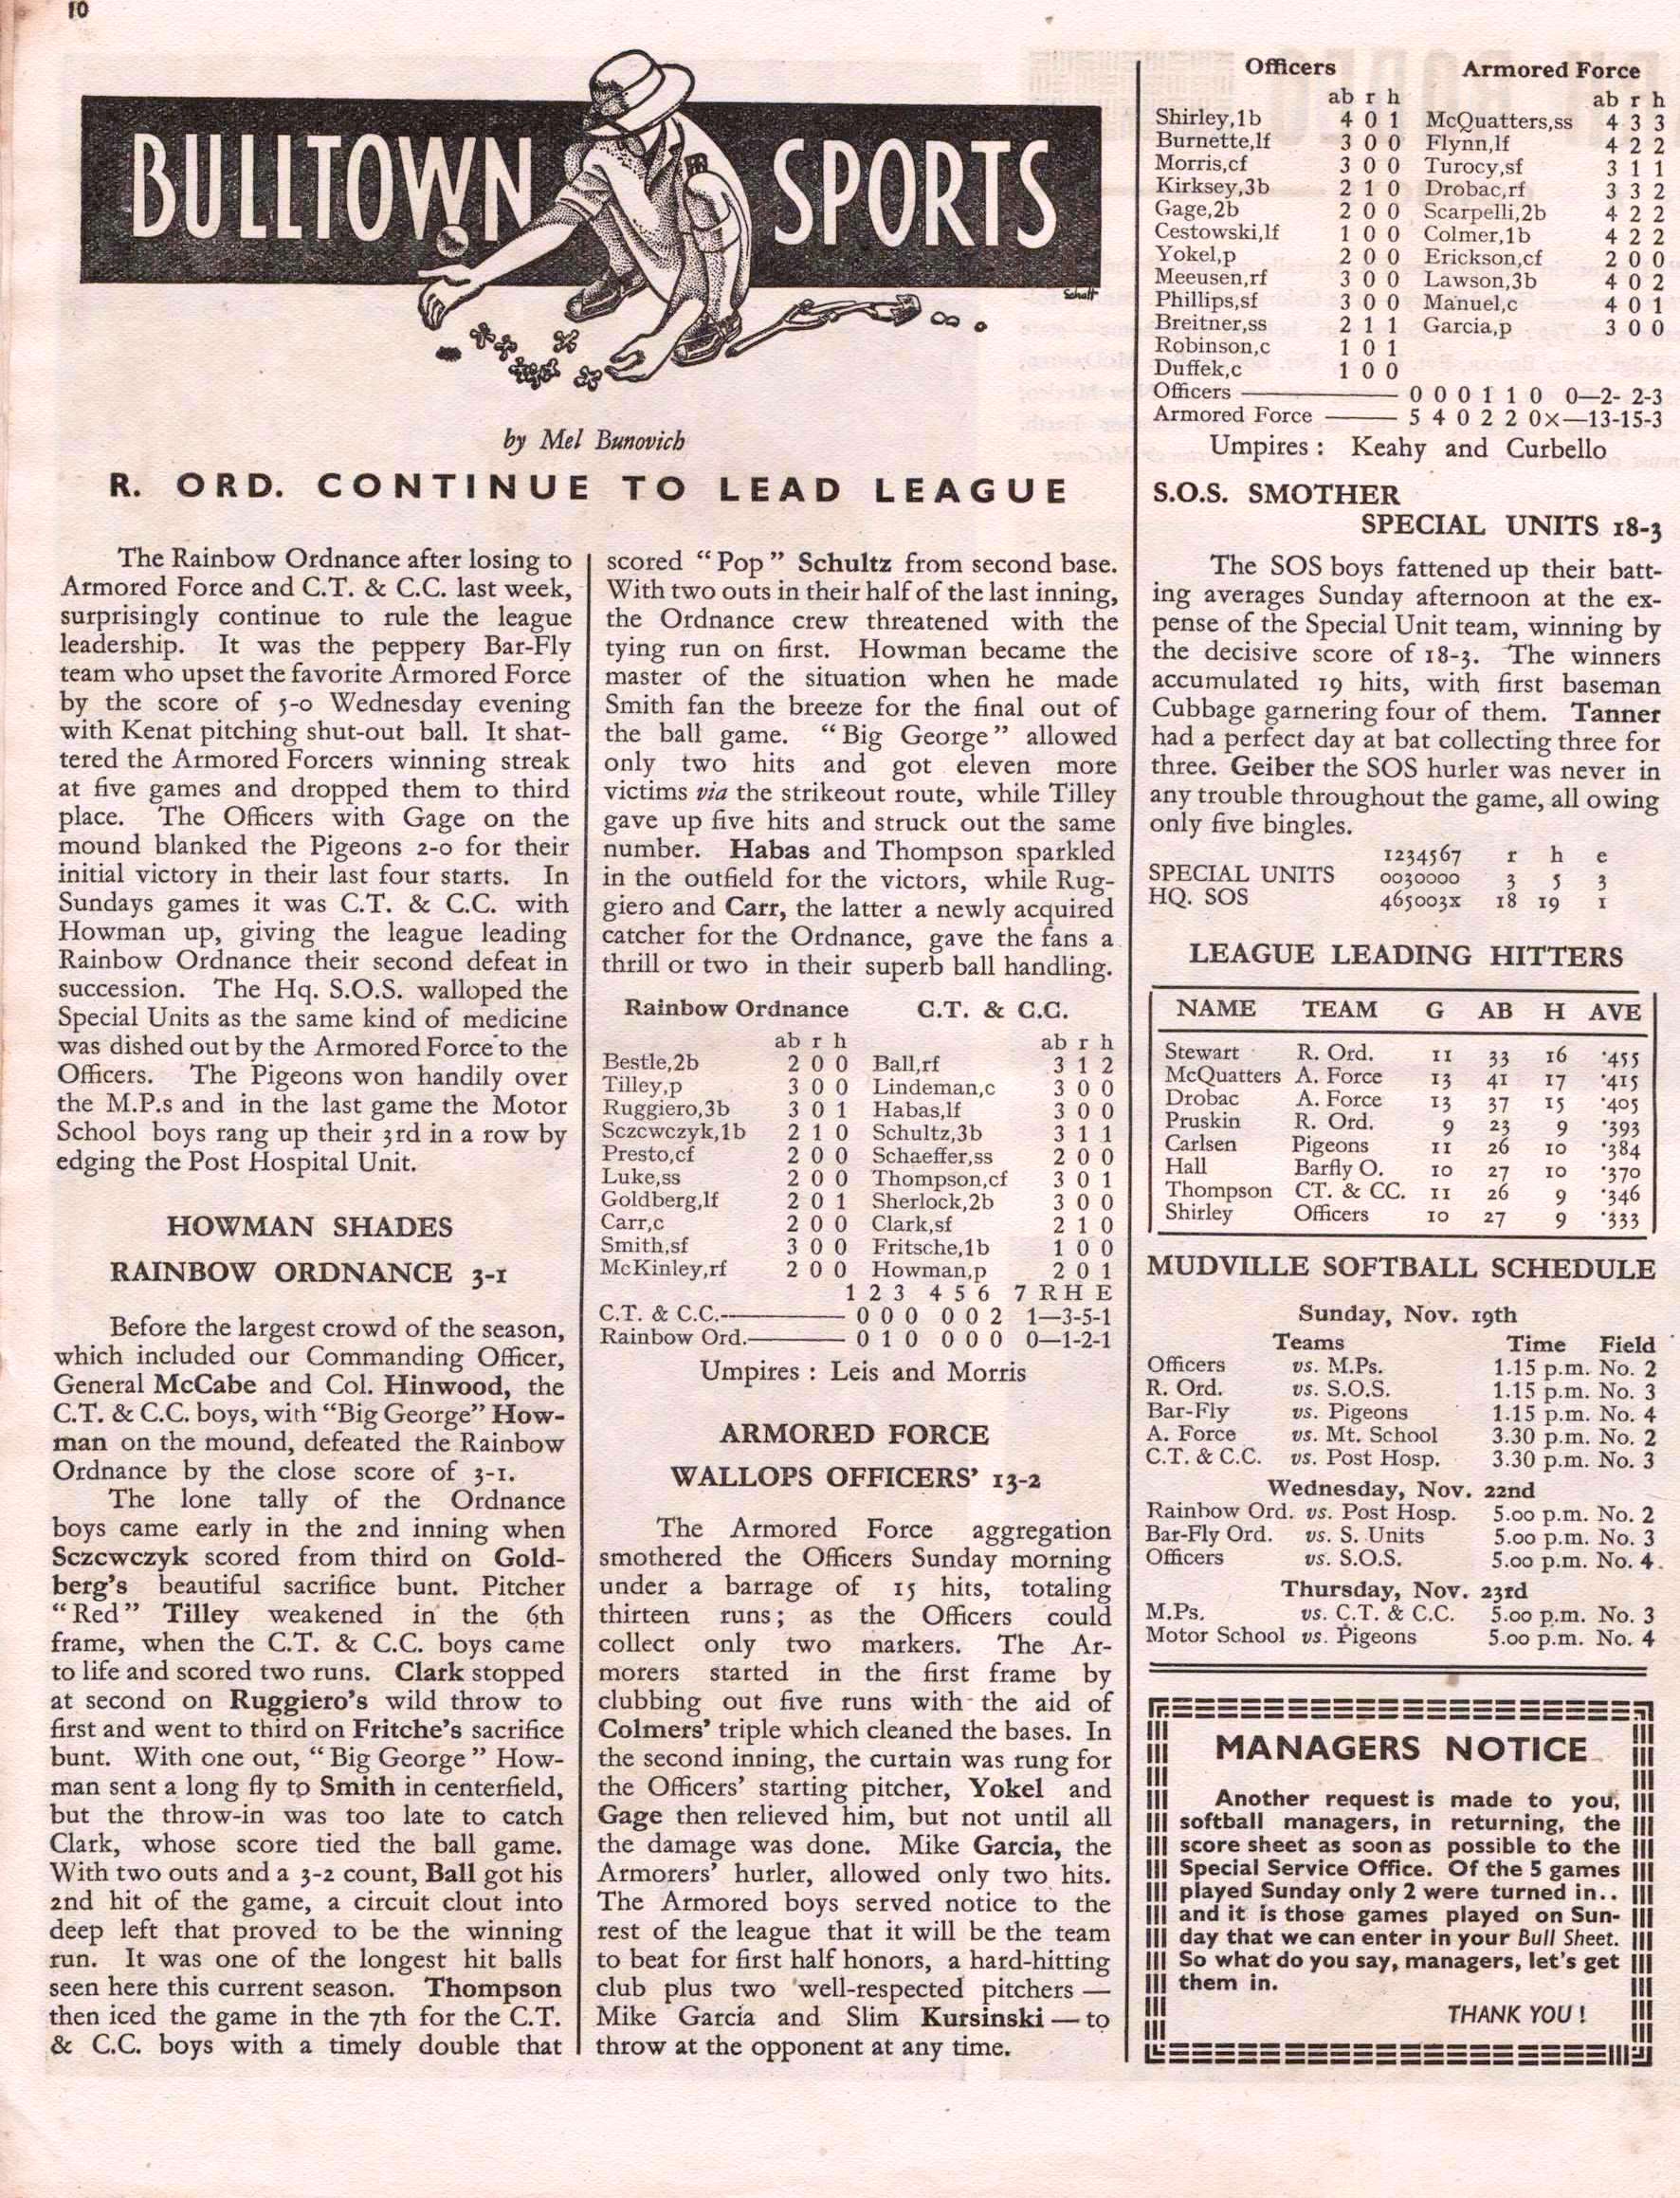 10
BULLTOWN SPORTS
Schatt
by Mel Bunovich
R. ORD. CONTINUE TO LEAD LEAGUE
The Rainbow Ordnance after losing to
Armored Force and C.T. & C.C. last week,
surprisingly continue to rule the league
leadership. It was the peppery Bar-Fly
team who upset the favorite Armored Force
by the score of 5-0 Wednesday evening
with Kenat pitching shut-out ball. It shat-
tered the Armored Forcers winning streak
at five games and dropped them to third
place. The Officers with Gage on the
mound blanked the Pigeons 2-0 for their
initial victory in their last four starts. In
Sundays games it was C.T. & C.C. with
Howman up, giving the league leading
Rainbow Ordnance their second defeat in
succession. The Hq. S.O.S. walloped the
Special Units as the same kind of medicine
was dished out by the Armored Force to the
Officers. The Pigeons won handily over
the M.P.s and in the last game the Motor
School boys rang up their 3rd in a row by
edging the Post Hospital Unit.
HOWMAN SHADES
RAINBOW ORDNANCE 3-1
Before the largest crowd of the season,
which included our Commanding Officer,
General McCabe and Col. Hinwood, the
C.T. & C.C. boys, with "Big George" How-
man on the mound, defeated the Rainbow
Ordnance by the close score of 3-1.
The lone tally of the Ordnance
boys came early in the 2nd inning when
Sczcwczyk scored from third on Gold-
berg's beautiful sacrifice bunt. Pitcher
"Red" Tilley weakened in the 6th
frame, when the C.T. & C.C. boys came
to life and scored two runs. Clark stopped
at second on Ruggiero's wild throw to
first and went to third on Fritche's sacrifice
bunt. With one out, "Big George" How-
man sent a long fly to Smith in centerfield,
but the throw-in was too late to catch
Clark, whose score tied the ball game.
With two outs and a 3-2 count, Ball got his
2nd hit of the game, a circuit clout into
deep left that proved to be the winning
run. It was one of the longest hit balls
seen here this current season. Thompson
then iced the game in the 7th for the C.T.
& C.C. boys with a timely double that
scored "Pop" Schultz from second base.
With two outs in their half of the last inning,
the Ordnance crew threatened with the
tying run on first. Howman became the
master of the situation when he made
Smith fan the breeze for the final out of
the ball game. "Big George" allowed
only two hits and got eleven more
victims via the strikeout route, while Tilley
gave up five hits and struck out the same
number. Habas and Thompson sparkled
in the outfield for the victors, while Rug-
giero and Carr, the latter a newly acquired
catcher for the Ordnance, gave the fans a
thrill or two in their superb ball handling.
Rainbow Ordnance C.T. & C.C.
ab r h ab r h
Bestle,2b 2 0 0 Ball,rf 3 1 2
Tilley,p 3 0 0 Lindeman,c 3 0 0
Ruggiero,3b 3 0 1 Habas,lf 3 0 0
Sczcwczyk,1b 2 1 0 Schultz,3b 3 1 1
Presto,cf 2 0 0 Schaeffer,ss 2 0 0
Luke,ss 2 0 0 Thompson,cf 3 0 1
Goldberg,lf 2 0 1 Sherlock,2b 3 0 0
Carr,c 2 0 0 Clark,sf 2 1 0
Smith,sf 3 0 0 Fritsche,1b 1 0 0
McKinley,rf 2 0 0 Howman,p 2 0 1
1 2 3 4 5 6 7 R H E
C.T. & C.C.— 0 0 0 0 0 2 1—3-5-1
Rainbow Ord.— 0 1 0 0 0 0 0—1-2-1
Umpires : Leis and Morris
ARMORED FORCE
WALLOPS OFFICERS' 13-2
The Armored Force aggregation
smothered the Officers Sunday morning
under a barrage of 15 hits, totaling
thirteen runs; as the Officers could
collect only two markers. The Ar-
morers started in the first frame by
clubbing out five runs with the aid of
Colmers' triple which cleaned the bases. In
the second inning, the curtain was rung for
the Officers' starting pitcher, Yokel and
Gage then relieved him, but not until all
the damage was done. Mike Garcia, the
Armorers' hurler, allowed only two hits.
The Armored boys served notice to the
rest of the league that it will be the team
to beat for first half honors, a hard-hitting
club plus two well-respected pitchers —
Mike Garcia and Slim Kursinski — to
throw at the opponent at any time.
Officers Armored Force
ab r h ab r h
Shirley,1b 4 0 1 McQuatters,ss 4 3 3
Burnette,lf 3 0 0 Flynn,lf 4 2 2
Morris,cf 3 0 0 Turocy,sf 3 1 1
Kirksey,3b 2 1 0 Drobac,rf 3 3 2
Gage,2b 2 0 0 Scarpelli,2b 4 2 2
Cestowski,lf 1 0 0 Colmer,1b 4 2 2
Yokel,p 2 0 0 Erickson,cf 2 0 0
Meeusen,rf 3 0 0 Lawson,3b 4 0 2
Phillips,sf 3 0 0 Manuel,c 4 0 1
Breitner,ss 2 1 1 Garcia,p 3 0 0
Robinson,c 1 0 1
Duffek,c 1 0 0
Officers — 0 0 0 1 1 0 0—2- 2-3
Armored Force — 5 4 0 2 2 0x—13-15-3
Umpires : Keahy and Curbello
S.O.S. SMOTHER
SPECIAL UNITS 18-3
The SOS boys fattened up their batt-
ing averages Sunday afternoon at the ex-
pense of the Special Unit team, winning by
the decisive score of 18-3. The winners
accumulated 19 hits, with first baseman
Cubbage garnering four of them. Tanner
had a perfect day at bat collecting three for
three. Geiber the SOS hurler was never in
any trouble throughout the game, all owing
only five bingles.
1234567 r h e
SPECIAL UNITS 0030000 3 5 3
HQ. SOS 465003x 18 19 1
LEAGUE LEADING HITTERS
NAME TEAM G AB H AVE
Stewart R. Ord. 11 33 16 ·455
McQuatters A. Force 13 41 17 ·415
Drobac A. Force 13 37 15 ·405
Pruskin R. Ord. 9 23 9 ·393
Carlsen Pigeons 11 26 10 ·384
Hall Barfly O. 10 27 10 ·370
Thompson CT. & CC. 11 26 9 ·346
Shirley Officers 10 27 9 ·333
MUDVILLE SOFTBALL SCHEDULE
Sunday, Nov. 19th
Teams Time Field
Officers vs. M.Ps. 1.15 p.m. No. 2
R. Ord. vs. S.O.S. 1.15 p.m. No. 3
Bar-Fly vs. Pigeons 1.15 p.m. No. 4
A. Force vs. Mt. School 3.30 p.m. No. 2
C.T. & C.C. vs. Post Hosp. 3.30 p.m. No. 3
Wednesday, Nov. 22nd
Rainbow Ord. vs. Post Hosp. 5.00 p.m. No. 2
Bar-Fly Ord. vs. S. Units 5.00 p.m. No. 3
Officers vs. S.O.S. 5.00 p.m. No. 4.
Thursday, Nov. 23rd
M.Ps. vs. C.T. & C.C. 5.00 p.m. No. 3
Motor School vs. Pigeons 5.00 p.m. No. 4
MANAGERS NOTICE
Another request is made to you,
softball managers, in returning, the
score sheet as soon as possible to the
Special Service Office. Of the 5 games
played Sunday only 2 were turned in..
and it is those games played on Sun-
day that we can enter in your Bull Sheet.
So what do you say, managers, let's get
them in.
THANK YOU !